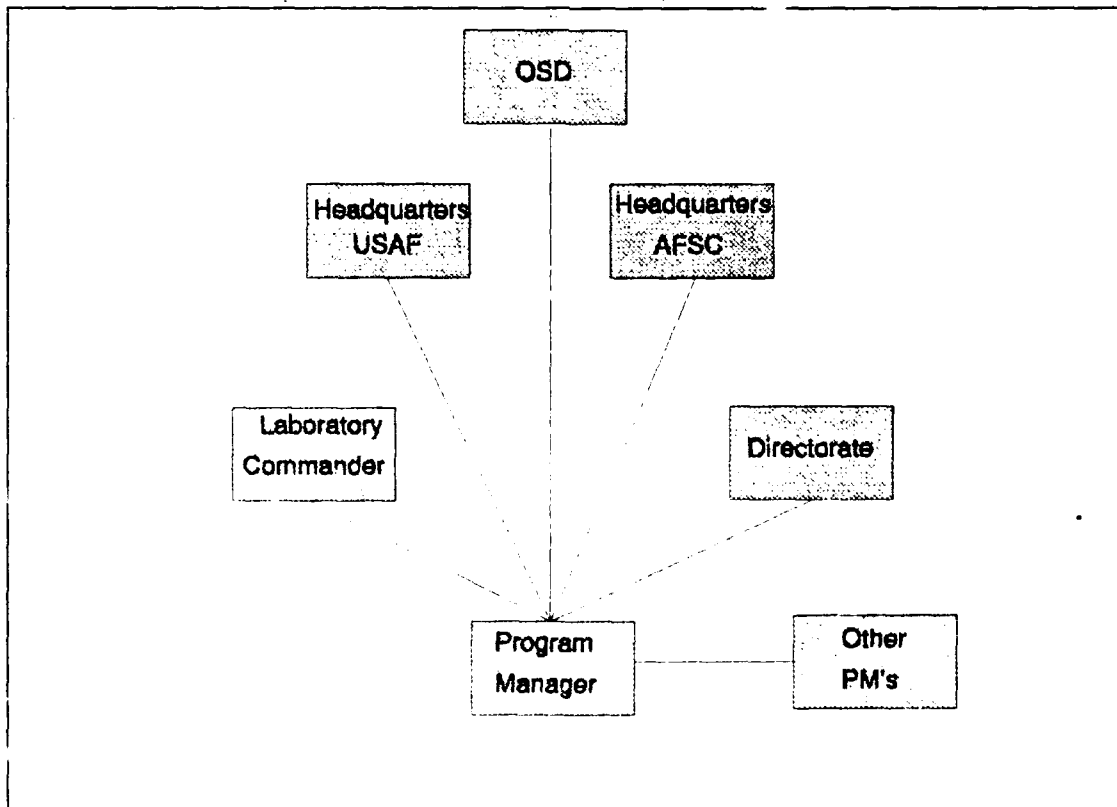 OSD
Headquarters
USAF
Headquarters
AFSC
Laboratory
Commander
Directorate
Program
Manager
Other
PM's